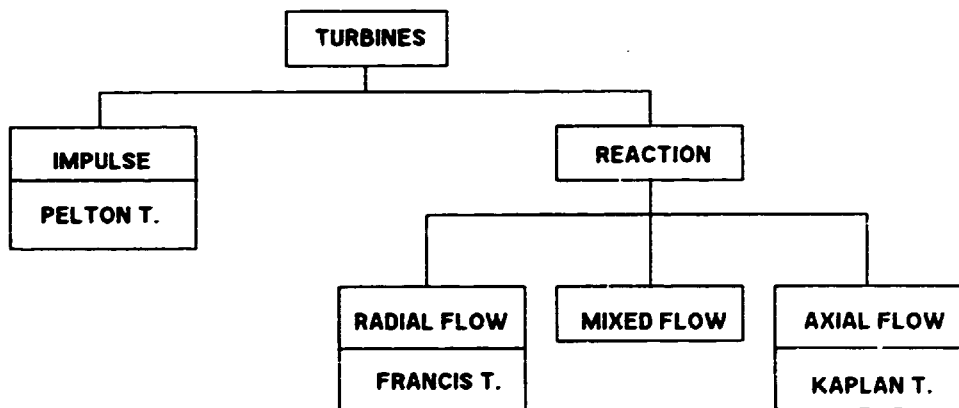 TURBINES
IMPULSE
PELTON T.
REACTION
RADIAL FLOW
FRANCIS T.
MIXED FLOW
AXIAL FLOW
KAPLAN T.